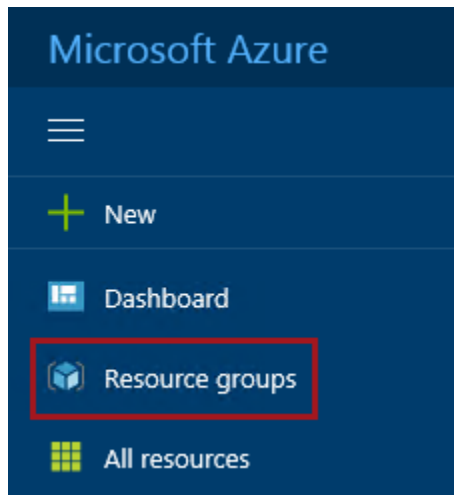 Microsoft Azure
New
Dashboard
Resource groups
All resources